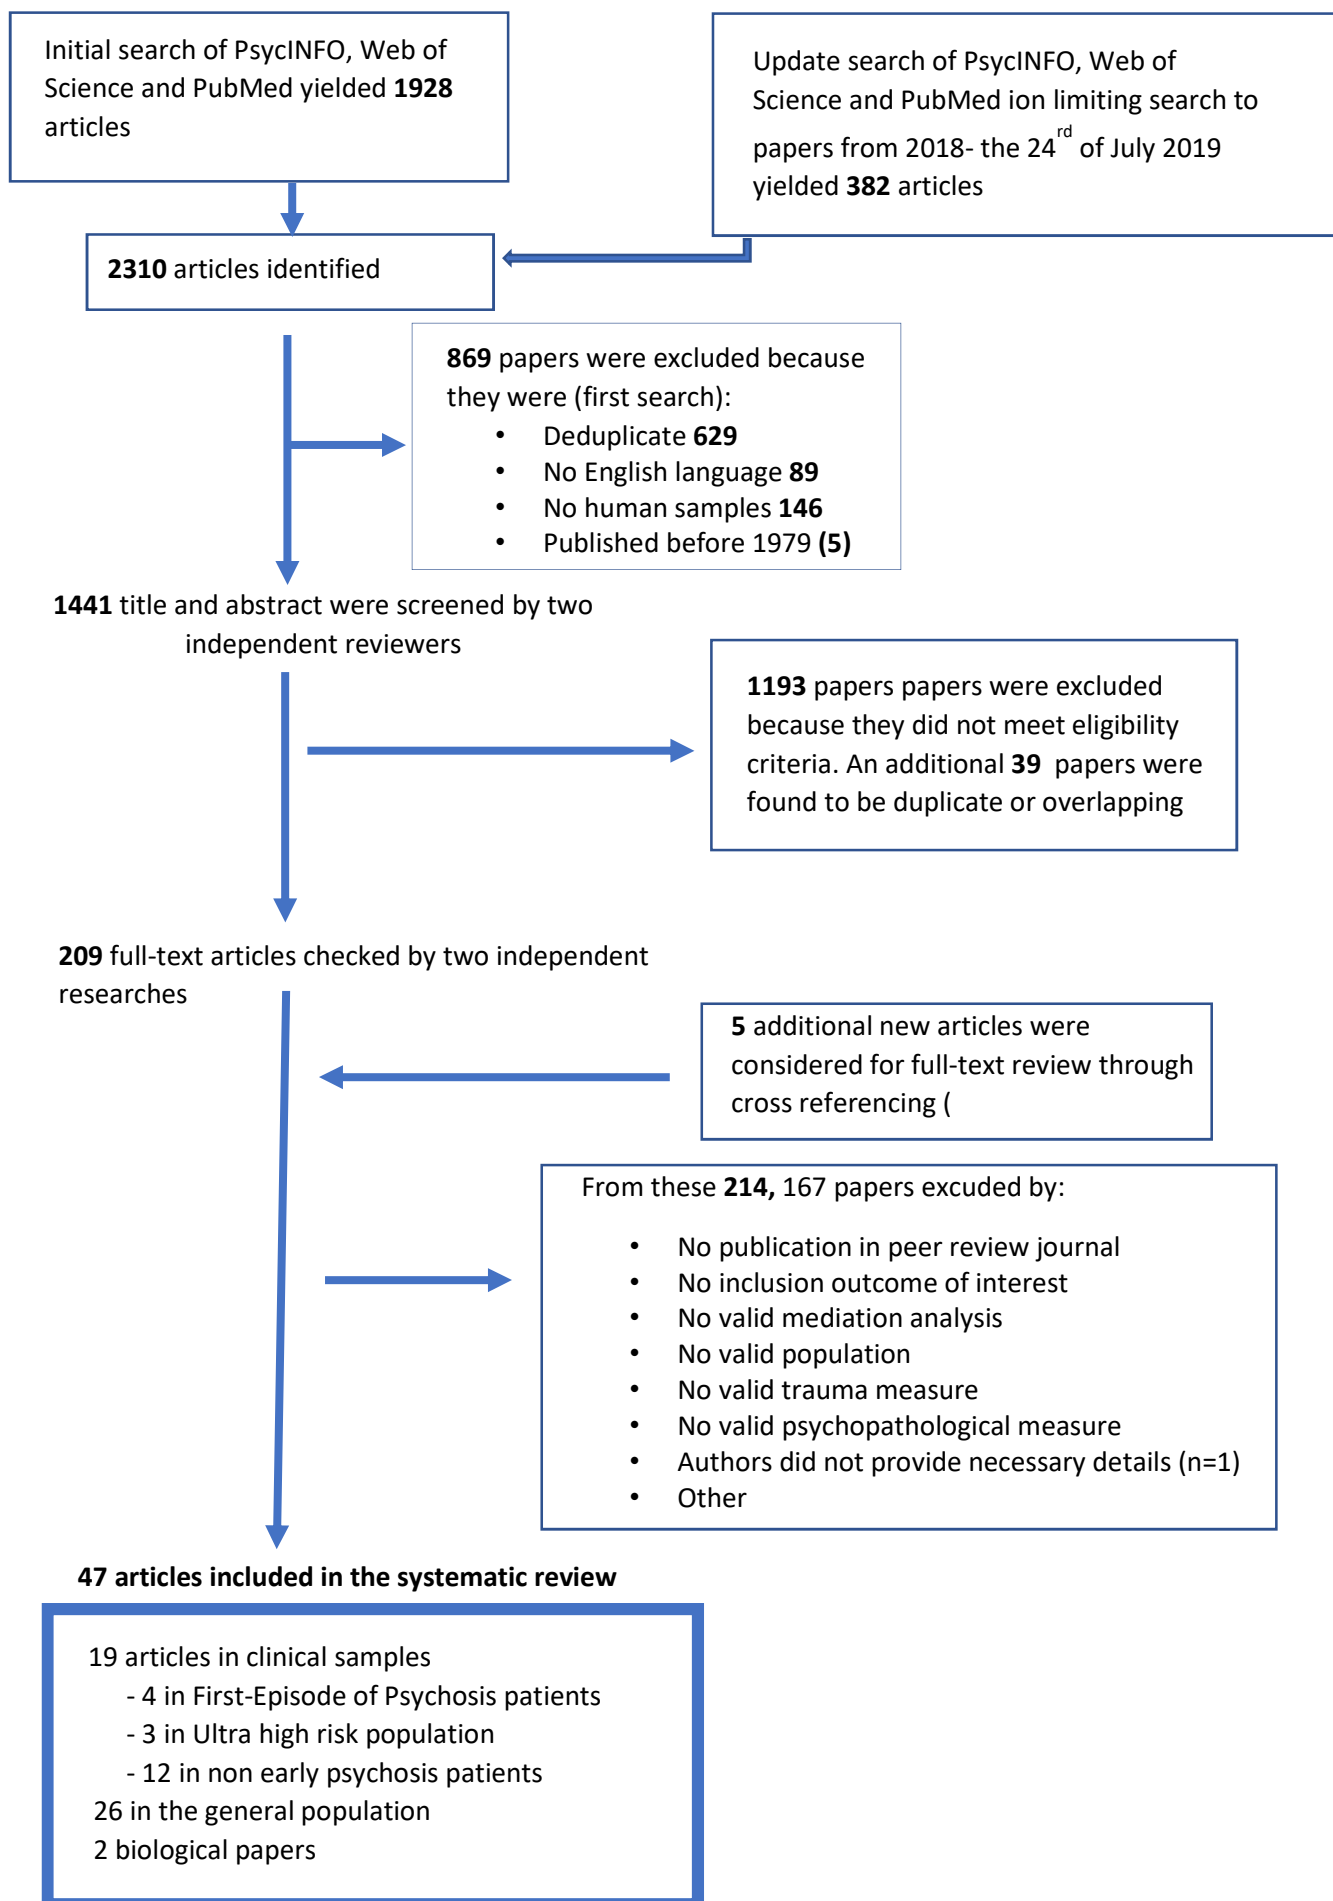 Initial search of PsycINFO, Web of
Science and PubMed yielded 1928
articles
Update search of PsycINFO, Web of
Science and PubMed ion limiting search to
papers from 2018- the 24rd of July 2019
yielded 382 articles
2310 articles identified
869 papers were excluded because
they were (first search):
• Deduplicate 629
• No English language 89
• No human samples 146
• Published before 1979 (5)
1441 title and abstract were screened by two
independent reviewers
1193 papers papers were excluded
because they did not meet eligibility
criteria. An additional 39 papers were
found to be duplicate or overlapping
209 full-text articles checked by two independent
researches
5 additional new articles were
considered for full-text review through
cross referencing (
From these 214, 167 papers excuded by:
• No publication in peer review journal
• No inclusion outcome of interest
• No valid mediation analysis
• No valid population
• No valid trauma measure
• No valid psychopathological measure
• Authors did not provide necessary details (n=1)
• Other
47 articles included in the systematic review
19 articles in clinical samples
- 4 in First-Episode of Psychosis patients
- 3 in Ultra high risk population
- 12 in non early psychosis patients
26 in the general population
2 biological papers